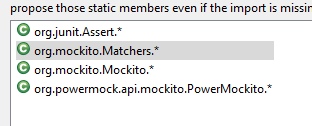 propose those static members even if the import is missin
org.junit.Assert.*
org.mockito.Matchers.*
org.mockito.Mockito.*
org.powermock.api.mockito.PowerMockito.*